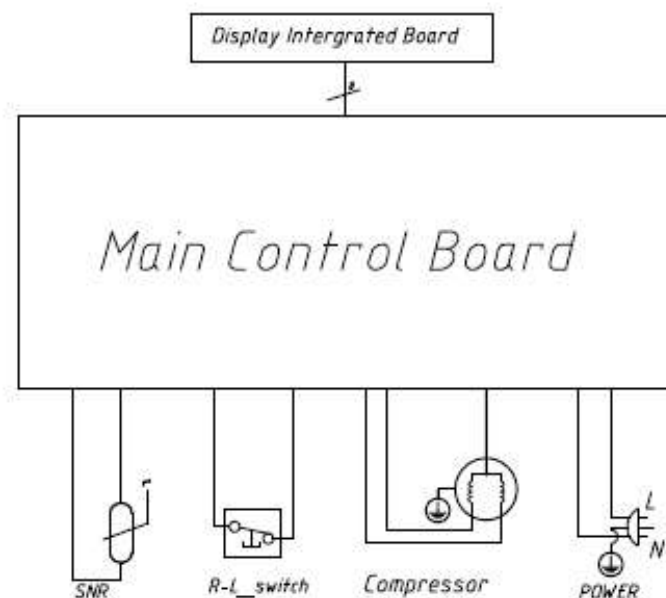 Display Intergrated Board
Main Control Board
L
N
SNR
R-L_switch
Compressor
POWER